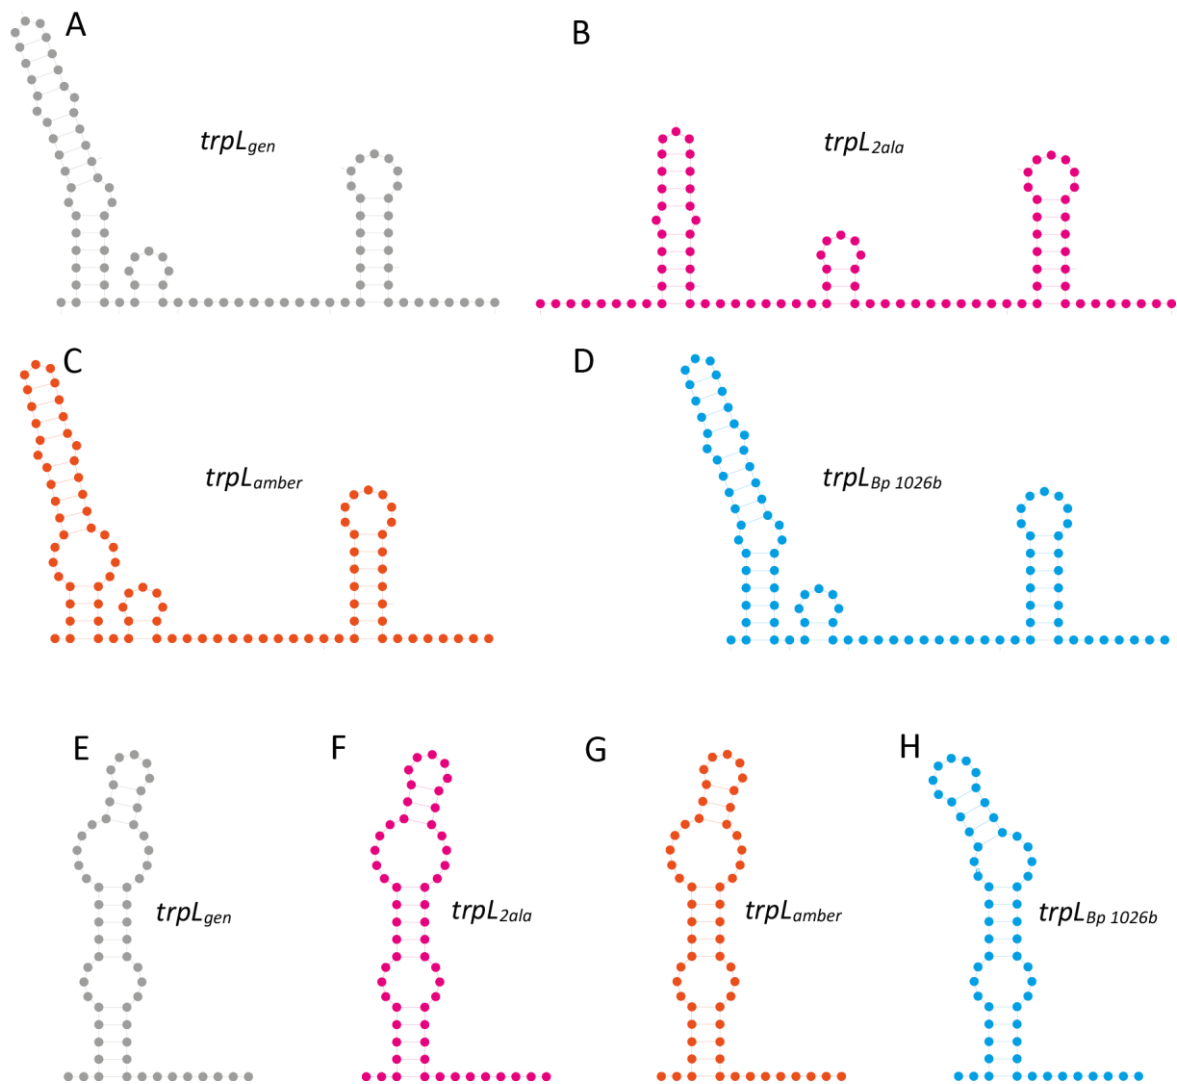 A
B
trpLgen
trpL2ala
C
D
trpLamber
trpLBp 1026b
E
F
G
H
trpLgen
trpL2ala
trpLamber
trpLBp 1026b